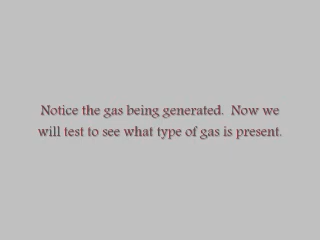 Notice the gas being generated.  Now we
will test to see what type of gas is present.